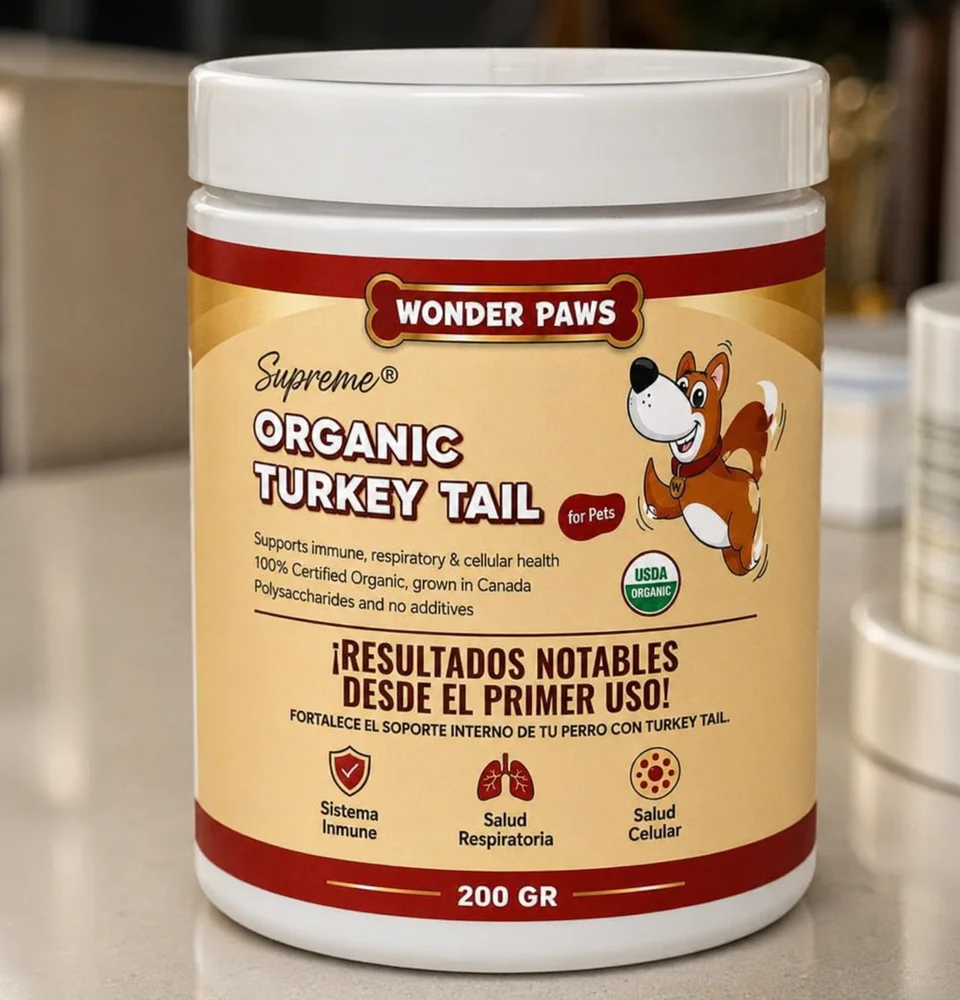 WONDER PAWS
Supreme®
ORGANIC
TURKEY TAIL
for Pets
Supports immune, respiratory & cellular health
100% Certified Organic, grown in Canada
Polysaccharides and no additives
W
USDA
ORGANIC
¡RESULTADOS NOTABLES
DESDE EL PRIMER USO!
FORTALECE EL SOPORTE INTERNO DE TU PERRO CON TURKEY TAIL.
Sistema
Inmune
Salud
Respiratoria
Salud
Celular
200 GR